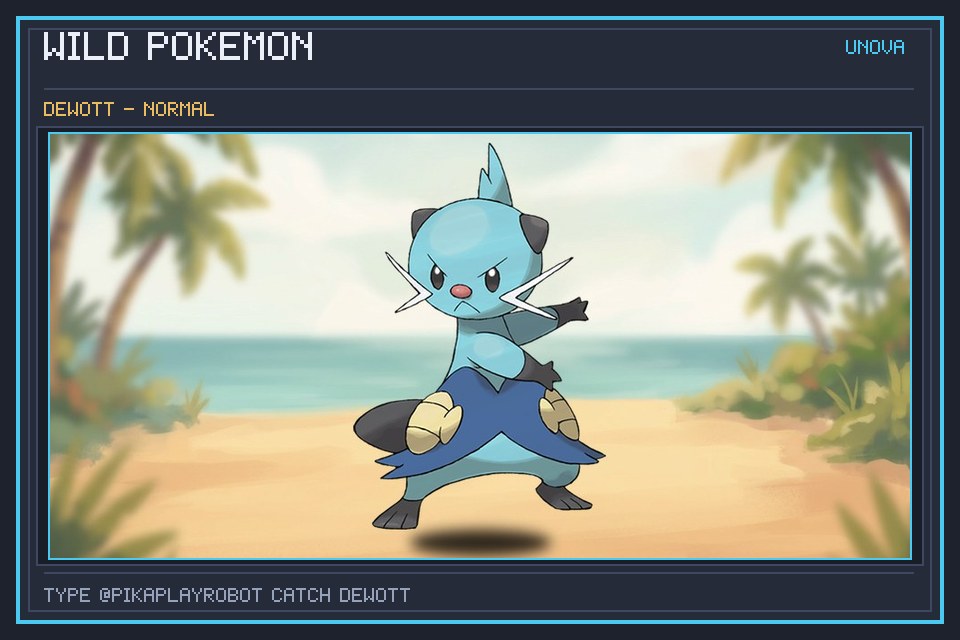 WILD POKEMON
UNOVA
DEWOTT - NORMAL
TYPE @PIKAPLAYROBOT CATCH DEWOTT